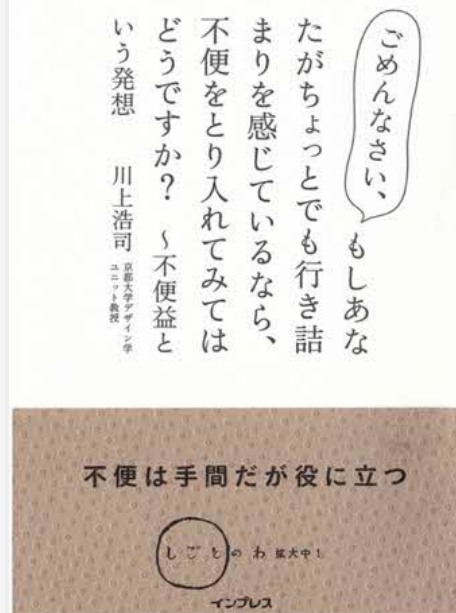 ごめんなさい、もしあな
たがちょっとでも行き詰
まりを感じているなら、
不便をとり入れてみては
どうですか？ ～不便益と
いう発想 川上浩司 京都大学デザイン学
ユニット教授
不便は手間だが役に立つ
しごとのわ 拡大中！
インプレス